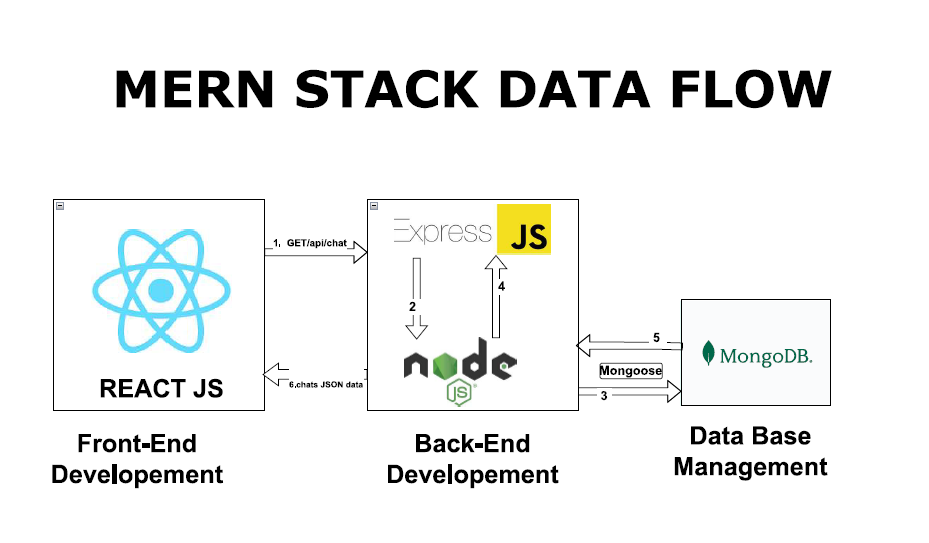 MERN STACK DATA FLOW
Express JS
1. GET/api/chat
2
4
node
JS
5
MongoDB.
Mongoose
3
6.chats JSON data
REACT JS
Front-End
Developement
Back-End
Developement
Data Base
Management